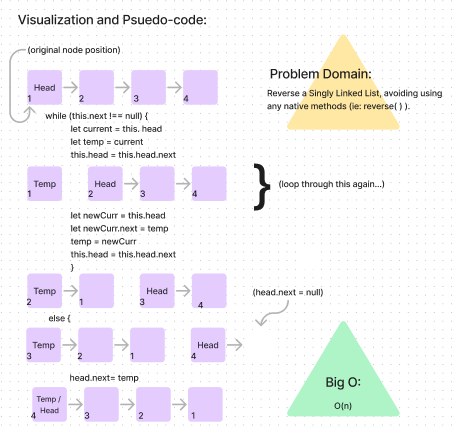 Visualization and Psuedo-code:
(original node position)
Head
1
2
3
4
Problem Domain:
Reverse a Singly Linked List, avoiding using
any native methods (ie: reverse( ) ).
while (this.next !== null) {
let current = this. head
let temp = current
this.head = this.head.next
Temp
1
Head
2
3
4
} (loop through this again...)
let newCurr = this.head
let newCurr.next = temp
temp = newCurr
this.head = this.head.next
}
Temp
2
1
Head
3
4
(head.next = null)
else {
Temp
3
2
1
Head
4
head.next= temp
Temp /
Head
4
3
2
1
Big O:
O(n)